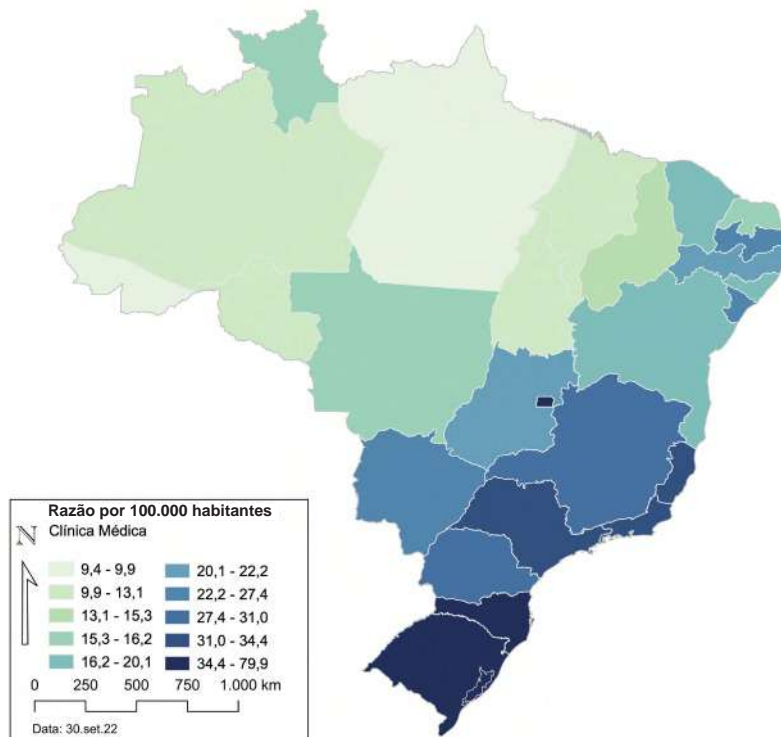 Razão por 100.000 habitantes
N Clínica Médica
9,4 - 9,9
9,9 - 13,1
13,1 - 15,3
15,3 - 16,2
16,2 - 20,1
20,1 - 22,2
22,2 - 27,4
27,4 - 31,0
31,0 - 34,4
34,4 - 79,9
0 250 500 750 1.000 km
Data: 30.set.22